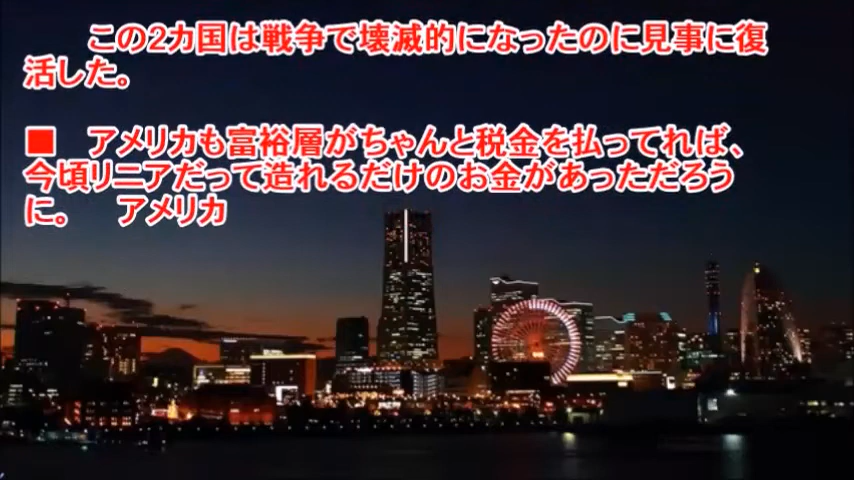 この2カ国は戦争で壊滅的になったのに見事に復
活した。
■ アメリカも富裕層がちゃんと税金を払ってれば、
今頃リニアだって造れるだけのお金があっただろう
に。 アメリカ